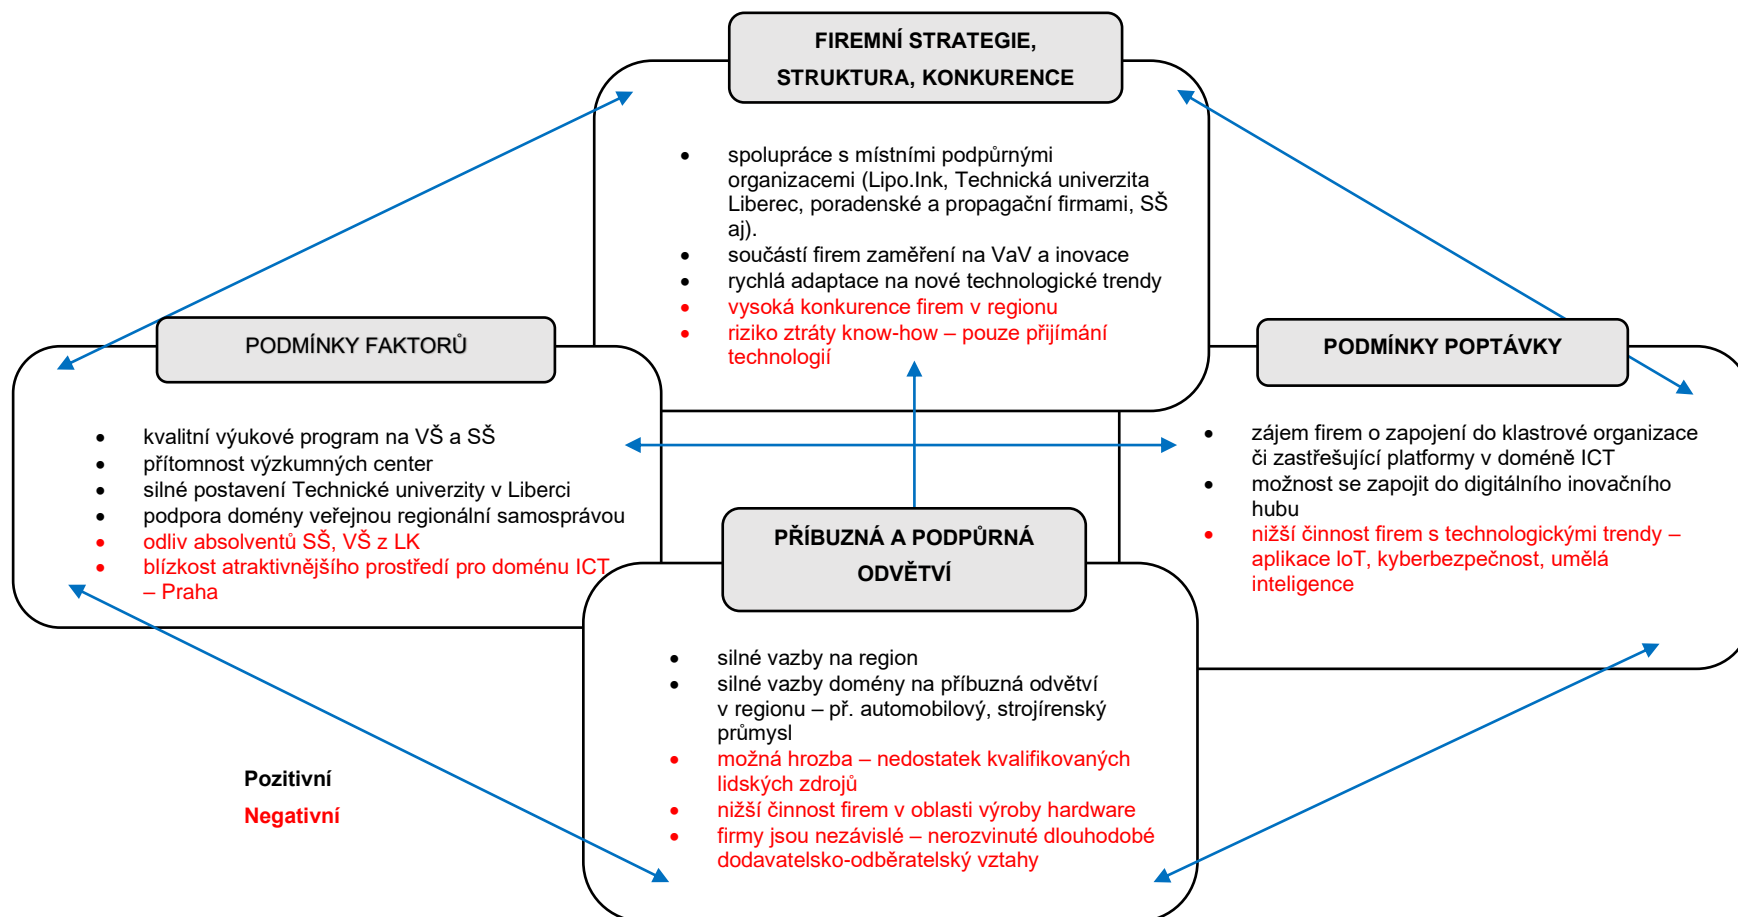 FIREMNÍ STRATEGIE,
STRUKTURA, KONKURENCE
spolupráce s místními podpůrnými
organizacemi (Lipo.Ink, Technická univerzita
Liberec, poradenské a propagační firmami, SŠ
aj).
součástí firem zaměření na VaV a inovace
rychlá adaptace na nové technologické trendy
vysoká konkurence firem v regionu
riziko ztráty know-how – pouze přijímání
technologií
PODMÍNKY FAKTORŮ
kvalitní výukové program na VŠ a SŠ
přítomnost výzkumných center
silné postavení Technické univerzity v Liberci
podpora domény veřejnou regionální samosprávou
odliv absolventů SŠ, VŠ z LK
blízkost atraktivnějšího prostředí pro doménu ICT
– Praha
PODMÍNKY POPTÁVKY
zájem firem o zapojení do klastrové organizace
či zastřešující platformy v doméně ICT
možnost se zapojit do digitálního inovačního
hubu
nižší činnost firem s technologickými trendy –
aplikace IoT, kyberbezpečnost, umělá
inteligence
PŘÍBUZNÁ A PODPŮRNÁ
ODVĚTVÍ
silné vazby na region
silné vazby domény na příbuzná odvětví
v regionu – př. automobilový, strojírenský
průmysl
možná hrozba – nedostatek kvalifikovaných
lidských zdrojů
nižší činnost firem v oblasti výroby hardware
firmy jsou nezávislé – nerozvinuté dlouhodobé
dodavatelsko-odběratelský vztahy
Pozitivní
Negativní